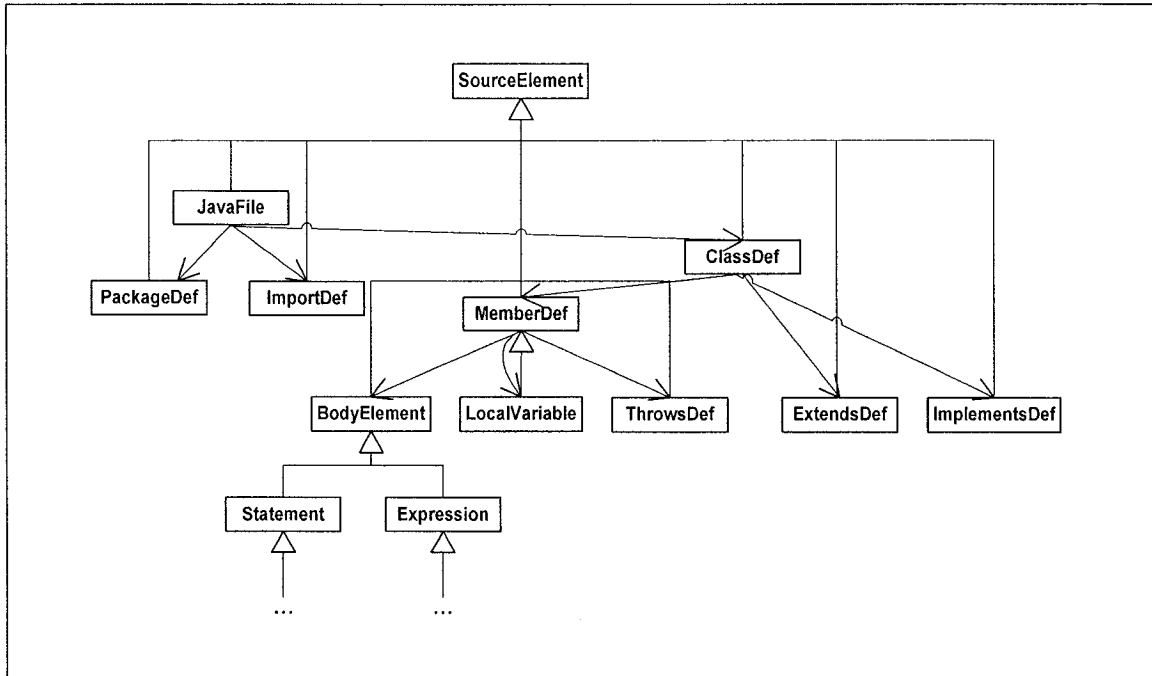 SourceElement
JavaFile
ClassDef
PackageDef
ImportDef
MemberDef
BodyElement
LocalVariable
ThrowsDef
ExtendsDef
ImplementsDef
Statement
Expression
...
...